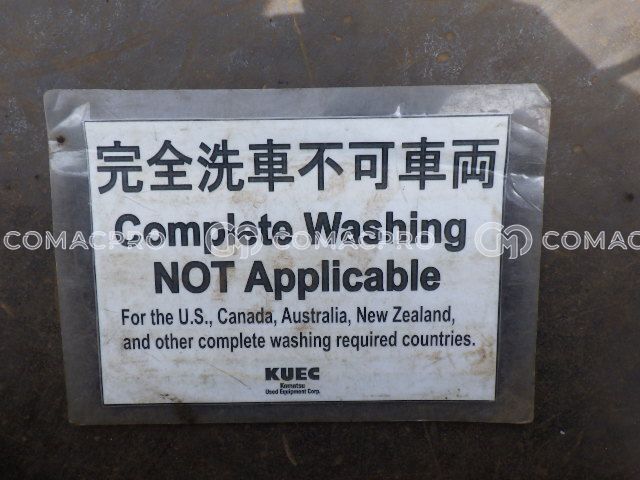 完全洗車不可車両
Complete Washing
NOT Applicable
For the U.S., Canada, Australia, New Zealand,
and other complete washing required countries.
KUEC
Komatsu
Used Equipment Corp.
COMACPRO COMACPRO COMAC